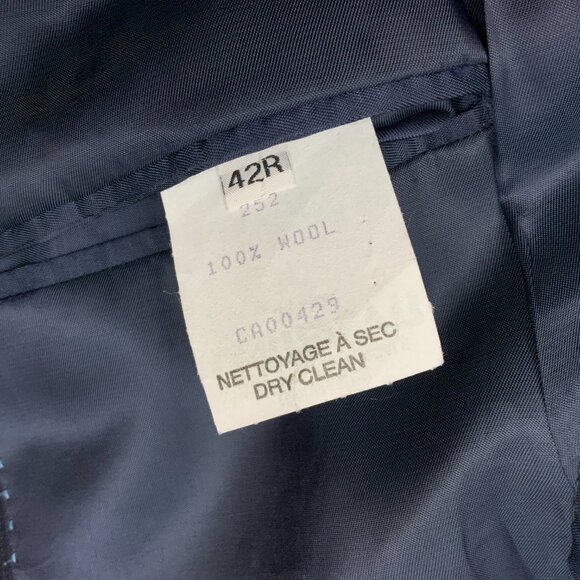 42R
252
100% WOOL
CA00429
NETTOYAGE À SEC
DRY CLEAN